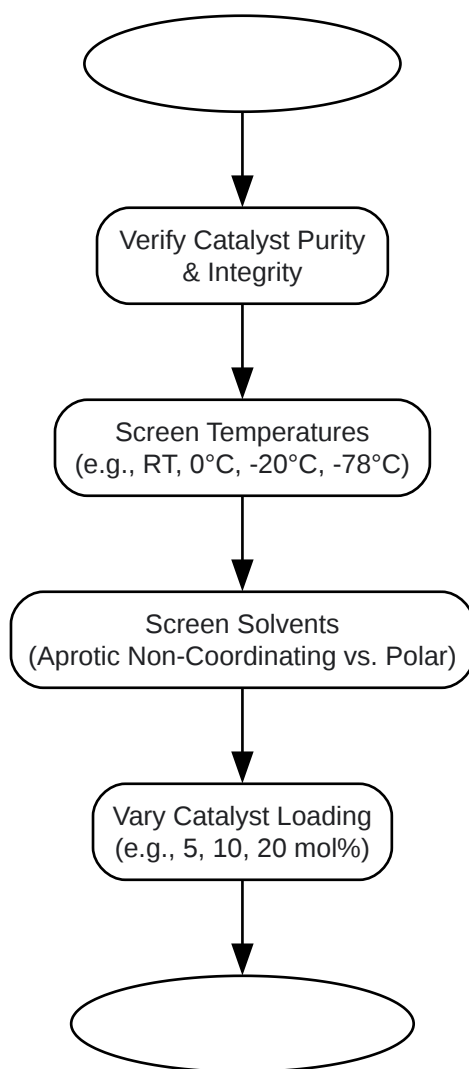 Verify Catalyst Purity
& Integrity
Screen Temperatures
(e.g., RT, 0°C, -20°C, -78°C)
Screen Solvents
(Aprotic Non-Coordinating vs. Polar)
Vary Catalyst Loading
(e.g., 5, 10, 20 mol%)